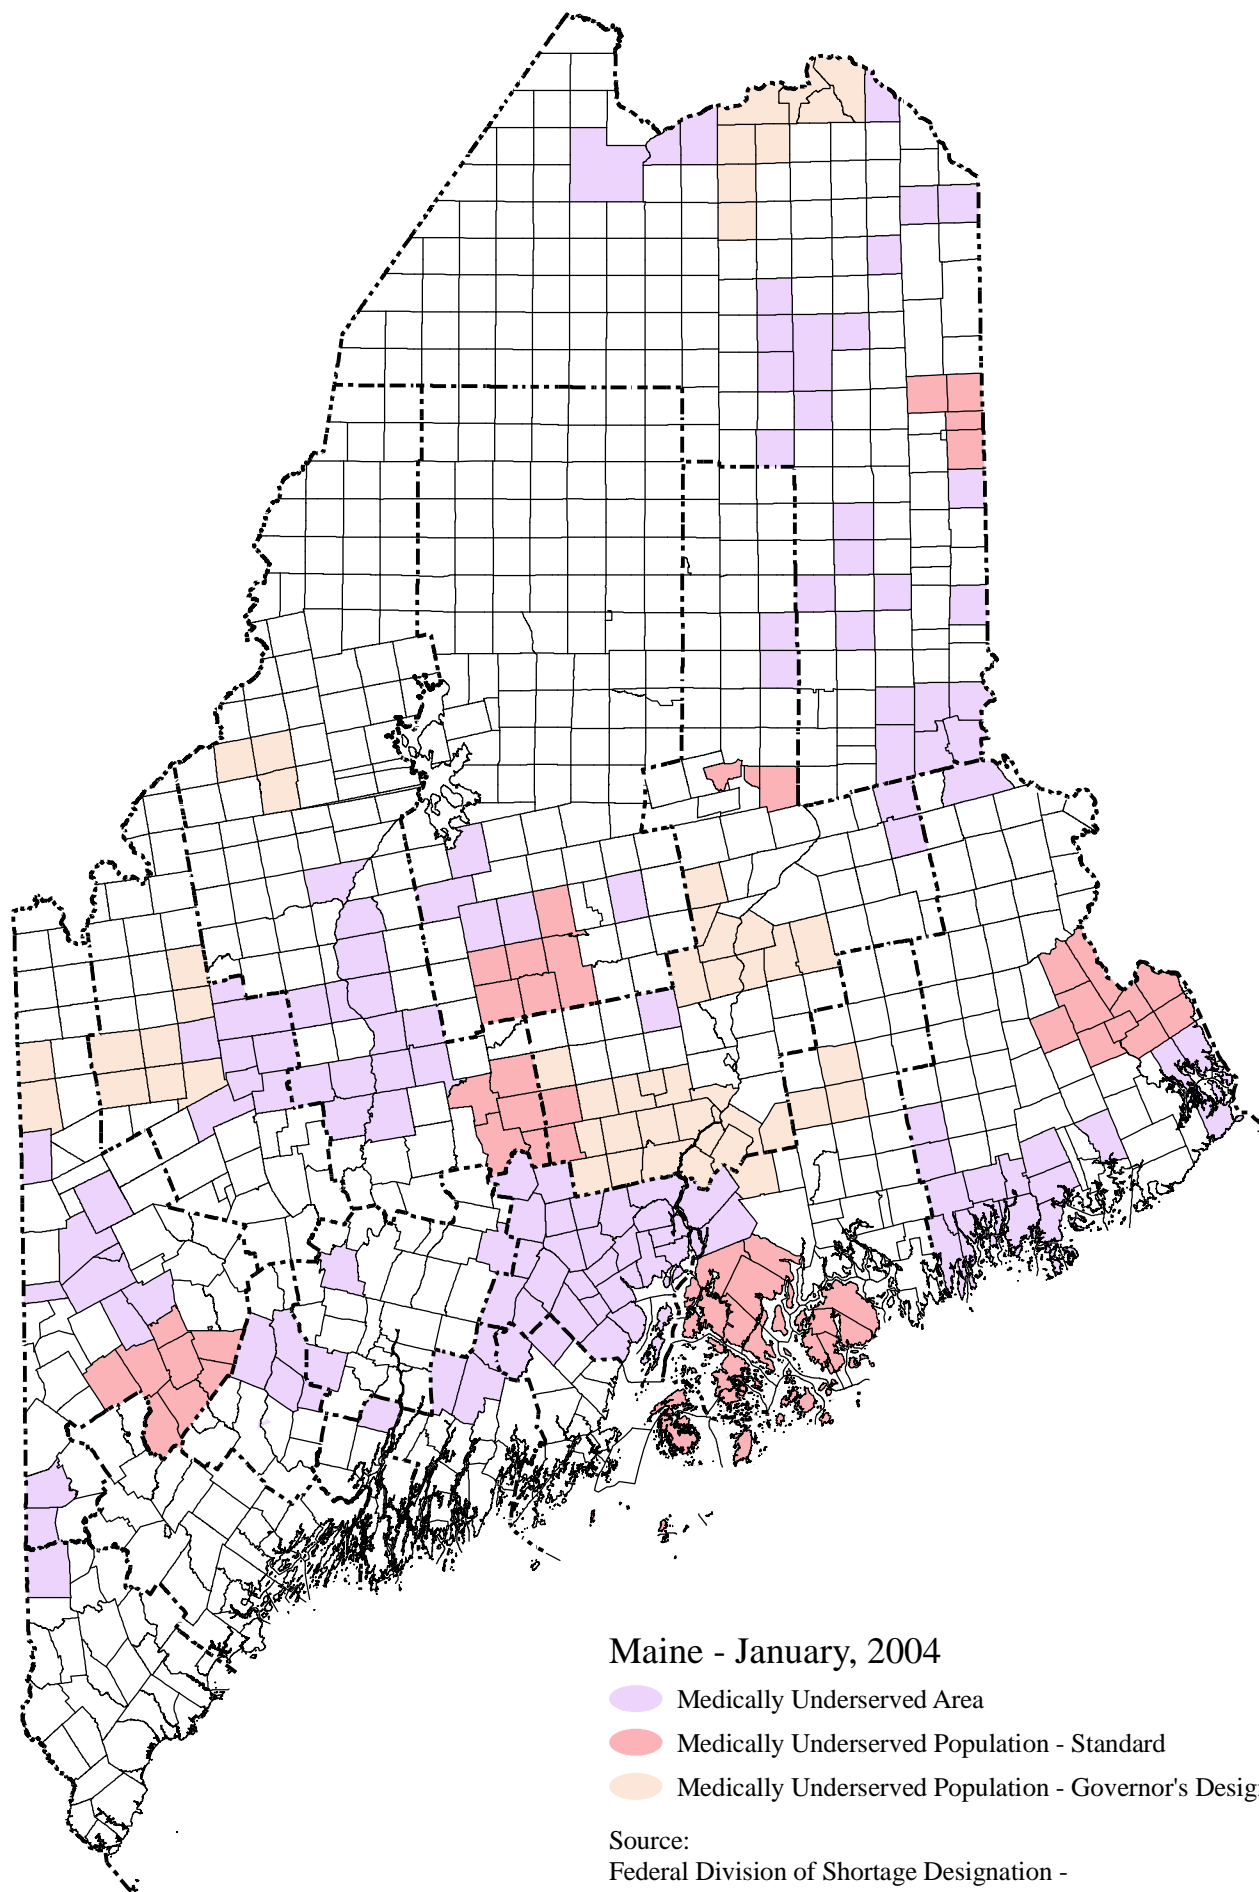 Maine - January, 2004
Medically Underserved Area
Medically Underserved Population - Standard
Medically Underserved Population - Governor's Desig
Source:
Federal Division of Shortage Designation -